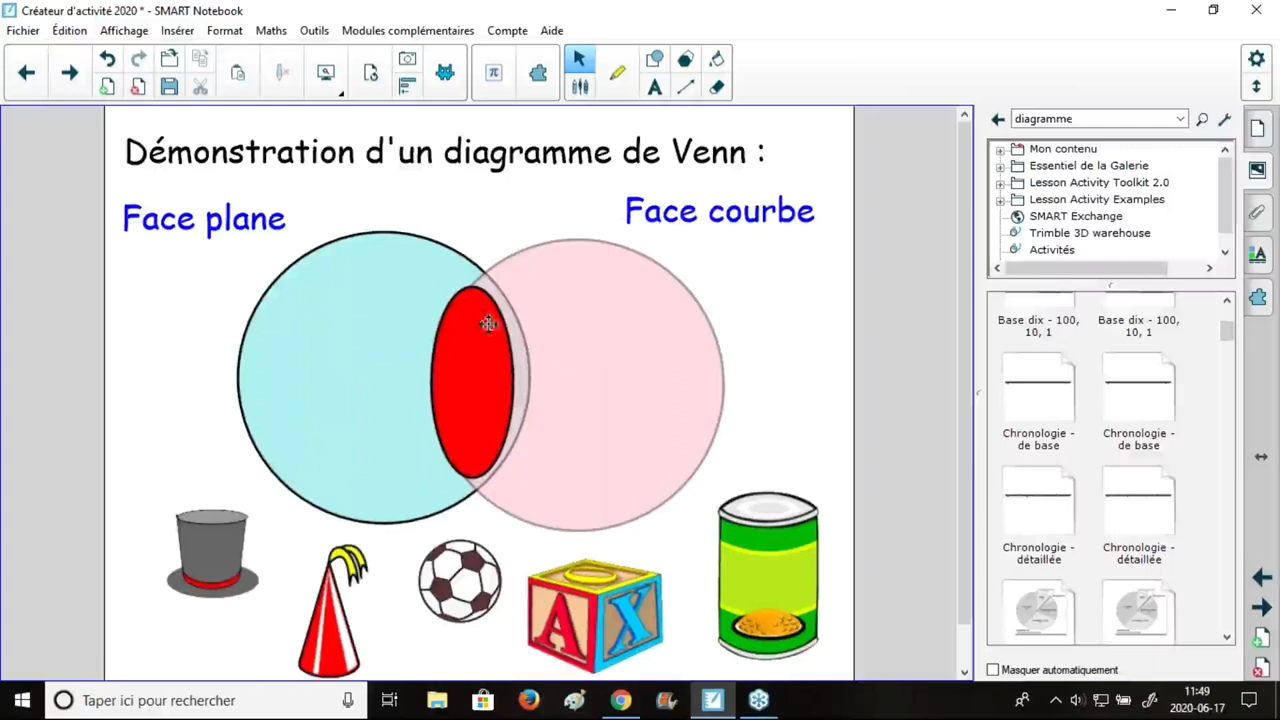 Créateur d'activité 2020 * - SMART Notebook
Fichier Édition Affichage Insérer Format Maths Outils Modules complémentaires Compte Aide
π
A
diagramme
Mon contenu
Essentiel de la Galerie
Lesson Activity Toolkit 2.0
Lesson Activity Examples
SMART Exchange
Trimble 3D warehouse
Activités
Démonstration d'un diagramme de Venn :
Face plane
Face courbe
A X
Base dix - 100, 10, 1
Base dix - 100, 10, 1
Chronologie - de base
Chronologie - de base
Chronologie - détaillée
Chronologie - détaillée
Masquer automatiquement
Taper ici pour rechercher
11:49
2020-06-17